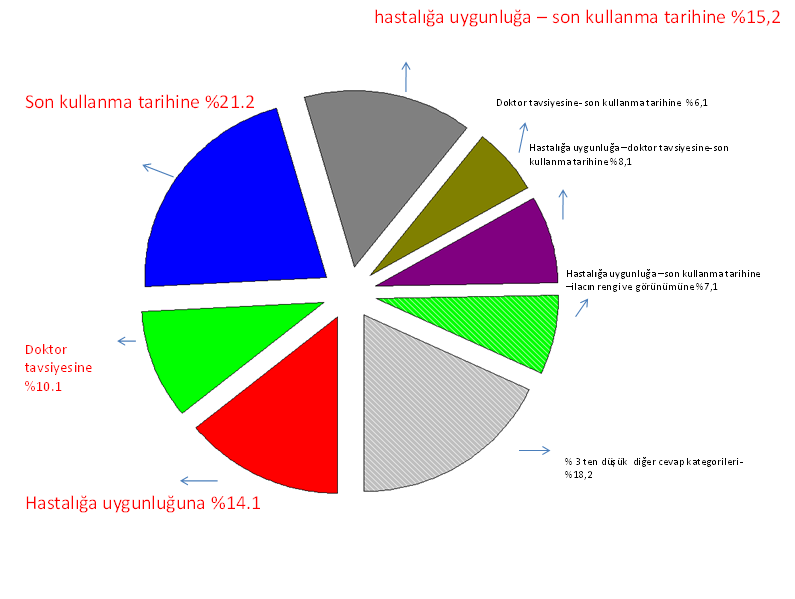 hastalığa uygunluğa – son kullanma tarihine %15,2
Son kullanma tarihine %21.2
Doktor tavsiyesine- son kullanma tarihine %6,1
Hastalığa uygunluğa –doktor tavsiyesine-son
kullanma tarihine %8,1
Hastalığa uygunluğa –son kullanma tarihine
–ilacın rengi ve görünümüne %7,1
Doktor
tavsiyesine
%10.1
% 3 ten düşük diğer cevap kategorileri-
%18,2
Hastalığa uygunluğuna %14.1